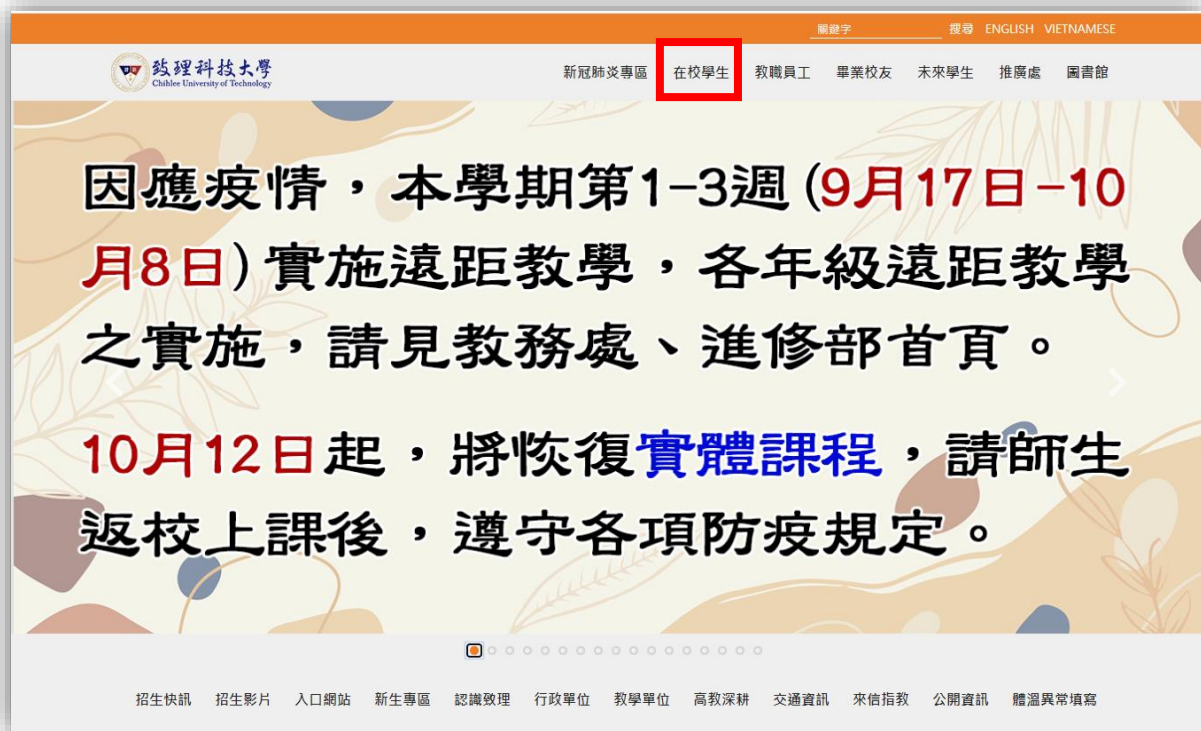 關鍵字 搜尋 ENGLISH VIETNAMESE
致理科技大學
Chihlee University of Technology
新冠肺炎專區 在校學生 教職員工 畢業校友 未來學生 推廣處 圖書館
因應疫情，本學期第1-3週(9月17日-10
月8日)實施遠距教學，各年級遠距教學
之實施，請見教務處、進修部首頁。
10月12日起，將恢復實體課程，請師生
返校上課後，遵守各項防疫規定。
招生快訊 招生影片 入口網站 新生專區 認識致理 行政單位 教學單位 高教深耕 交通資訊 來信指教 公開資訊 體溫異常填寫